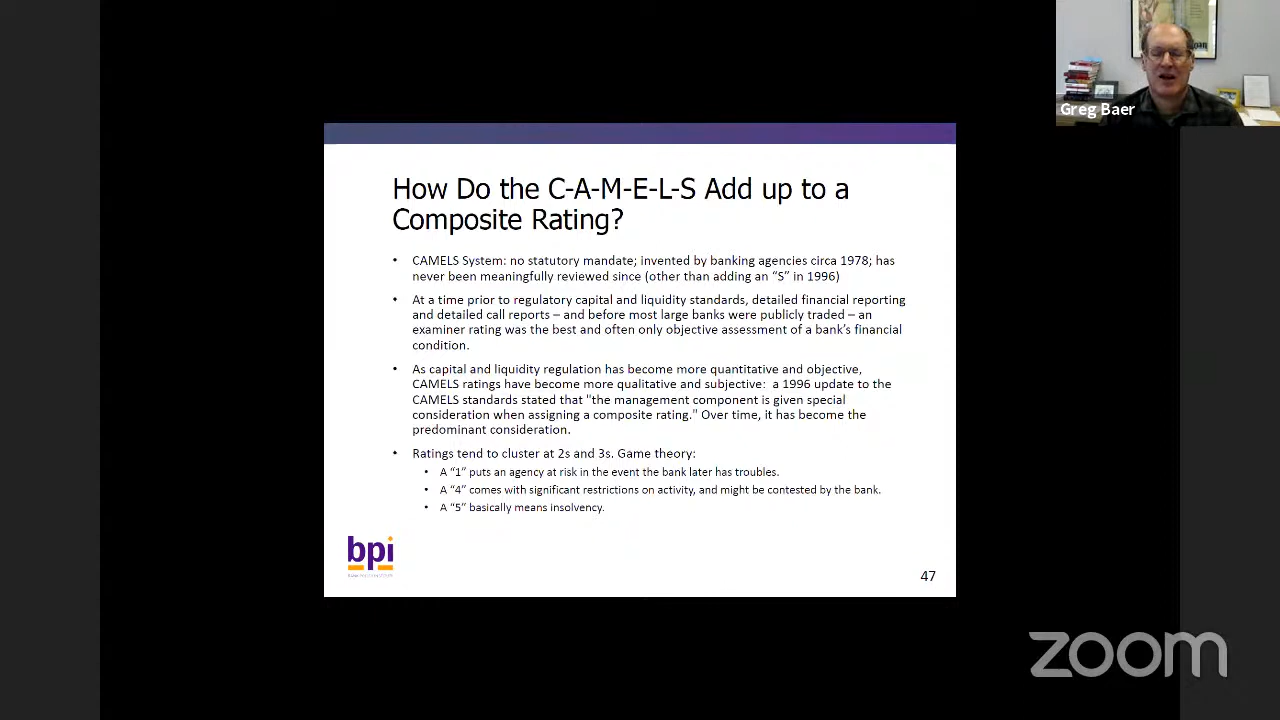 Greg Baer
How Do the C-A-M-E-L-S Add up to a
Composite Rating?
• CAMELS System: no statutory mandate; invented by banking agencies circa 1978; has
never been meaningfully reviewed since (other than adding an “S” in 1996)
• At a time prior to regulatory capital and liquidity standards, detailed financial reporting
and detailed call reports – and before most large banks were publicly traded – an
examiner rating was the best and often only objective assessment of a bank’s financial
condition.
• As capital and liquidity regulation has become more quantitative and objective,
CAMELS ratings have become more qualitative and subjective: a 1996 update to the
CAMELS standards stated that "the management component is given special
consideration when assigning a composite rating." Over time, it has become the
predominant consideration.
• Ratings tend to cluster at 2s and 3s. Game theory:
• A “1” puts an agency at risk in the event the bank later has troubles.
• A “4” comes with significant restrictions on activity, and might be contested by the bank.
• A “5” basically means insolvency.
bpi
47
zoom